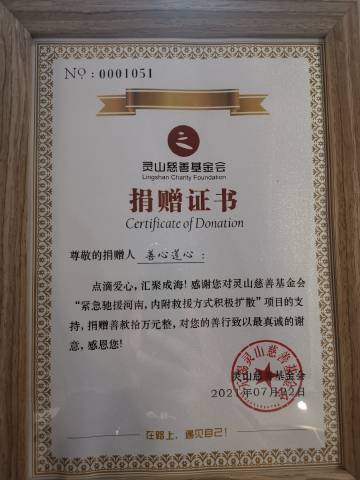 NO：0001051
灵山慈善基金会
Lingshan Charity Foundation
捐赠证书
Certificate of Donation
尊敬的捐赠人 善心莲心：
点滴爱心，汇聚成海！感谢您对灵山慈善基金会
“紧急驰援河南，内附救援方式积极扩散”项目的支
持，捐赠善款拾万元整，对您的善行致以最真诚的谢
意，感恩您！
灵山慈善基金会
2021年07月22日
在路上，遇见自己！